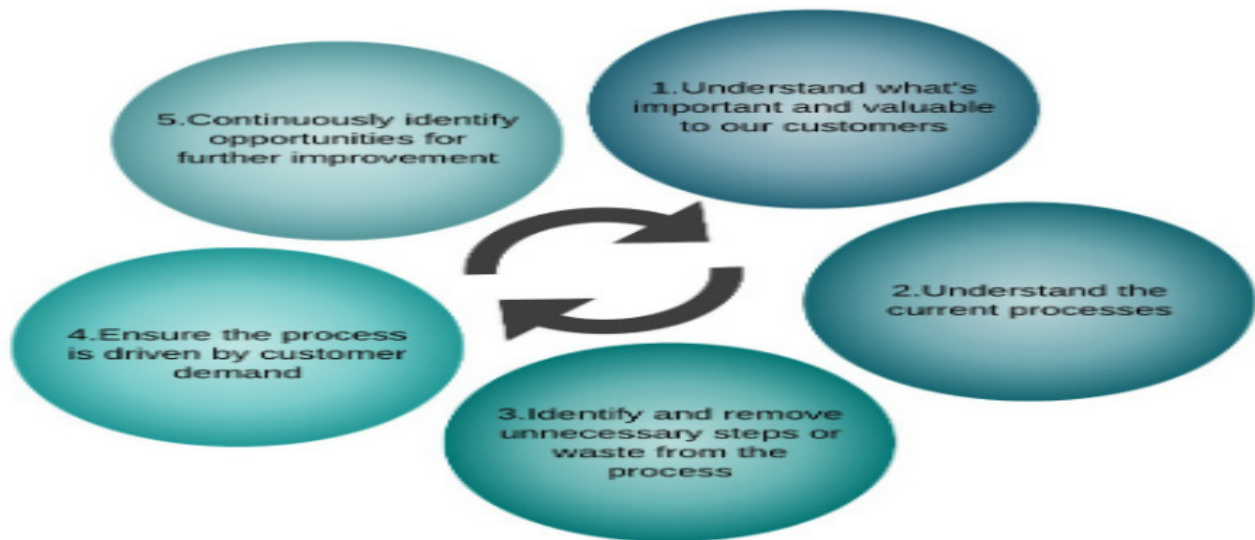 1.Understand what's
important and valuable
to our customers
2.Understand the
current processes
3.Identify and remove
unnecessary steps or
waste from the
process
4.Ensure the process
is driven by customer
demand
5.Continuously identify
opportunities for
further improvement